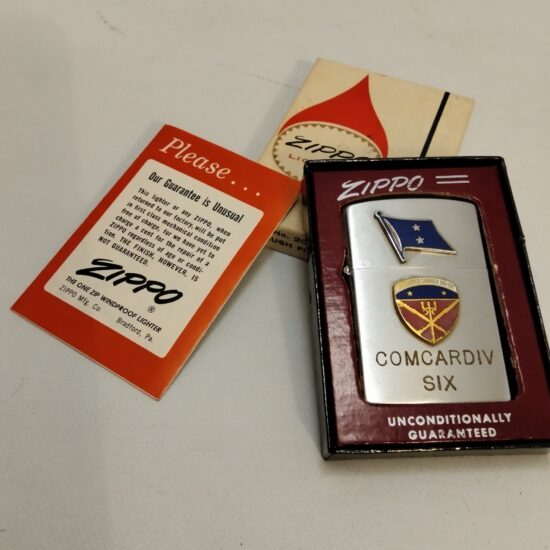 Please...
Our Guarantee is Unusual
This lighter or any ZIPPO, when
returned to our factory, will be put
in first class mechanical condition
free of charge, for we have yet to
charge a cent for the repair of a
ZIPPO regardless of age or condi-
tion. THE FINISH, HOWEVER, IS
NOT GUARANTEED.
ZIPPO
®
THE ONE ZIP WINDPROOF LIGHTER
ZIPPO Mfg. Co. Bradford, Pa
ZIPPO
No. 20
ZIPPO
COMCARDIV
SIX
UNCONDITIONALLY
GUARANTEED